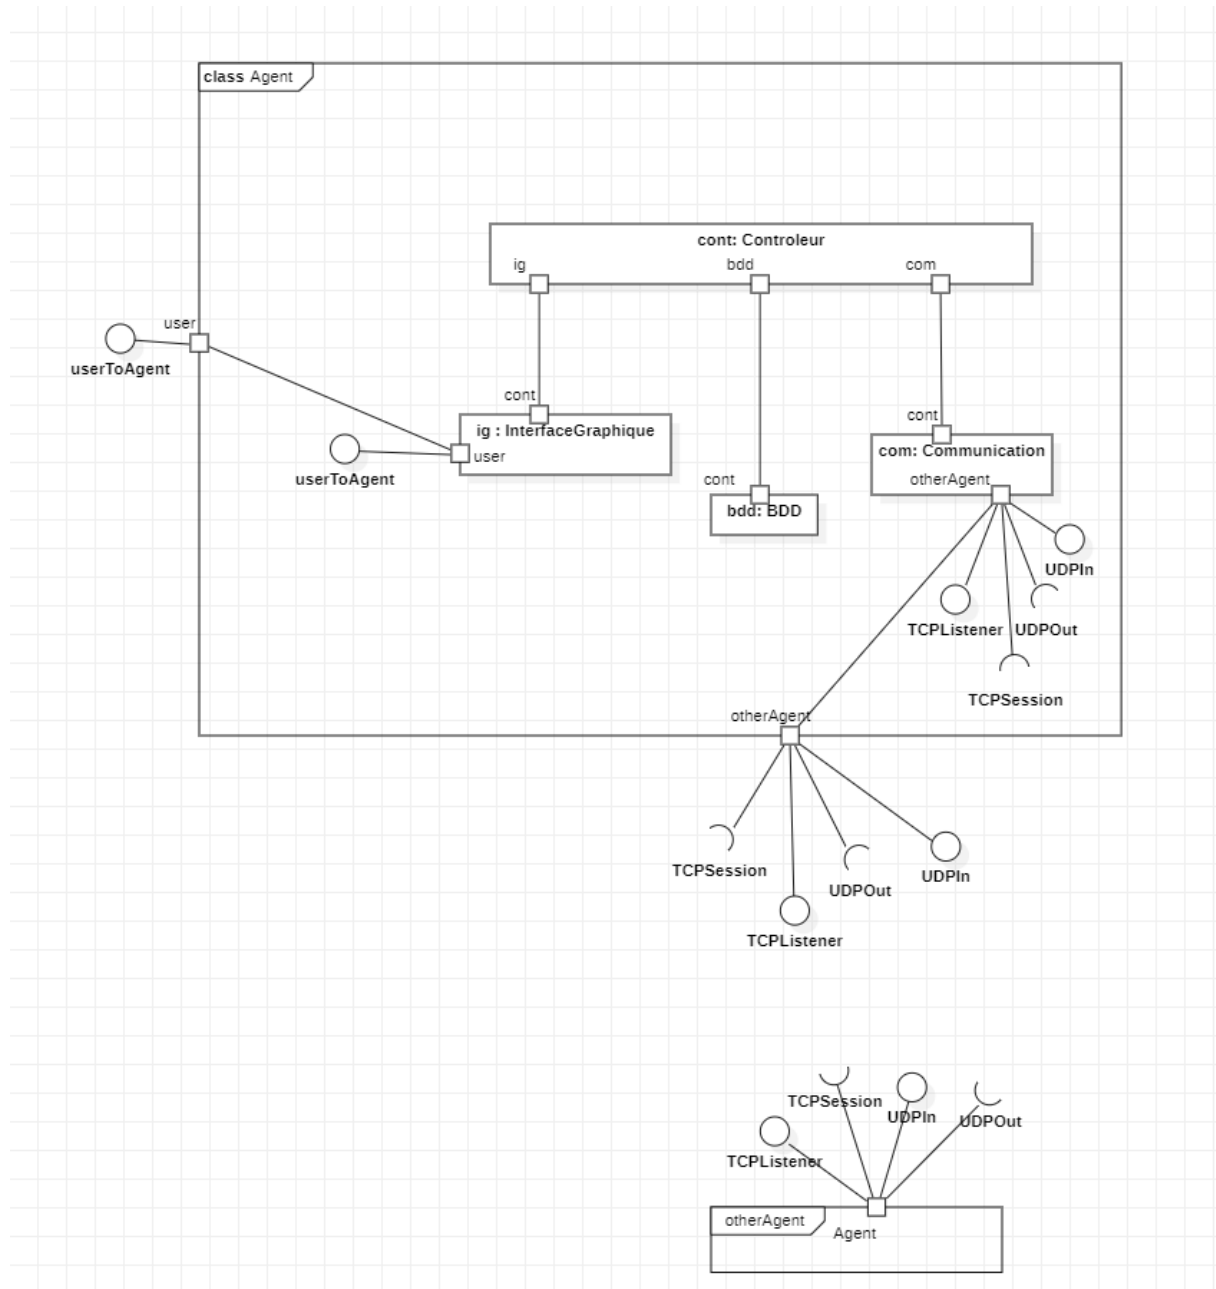 class Agent
cont: Controleur
ig
bdd
com
user
userToAgent
cont
ig : InterfaceGraphique
user
userToAgent
cont
com: Communication
otherAgent
cont
bdd: BDD
UDPIn
TCPListener
UDPOut
TCPSession
otherAgent
TCPSession
UDPOut
UDPIn
TCPListener
TCPSession
UDPIn
UDPOut
TCPListener
otherAgent
Agent